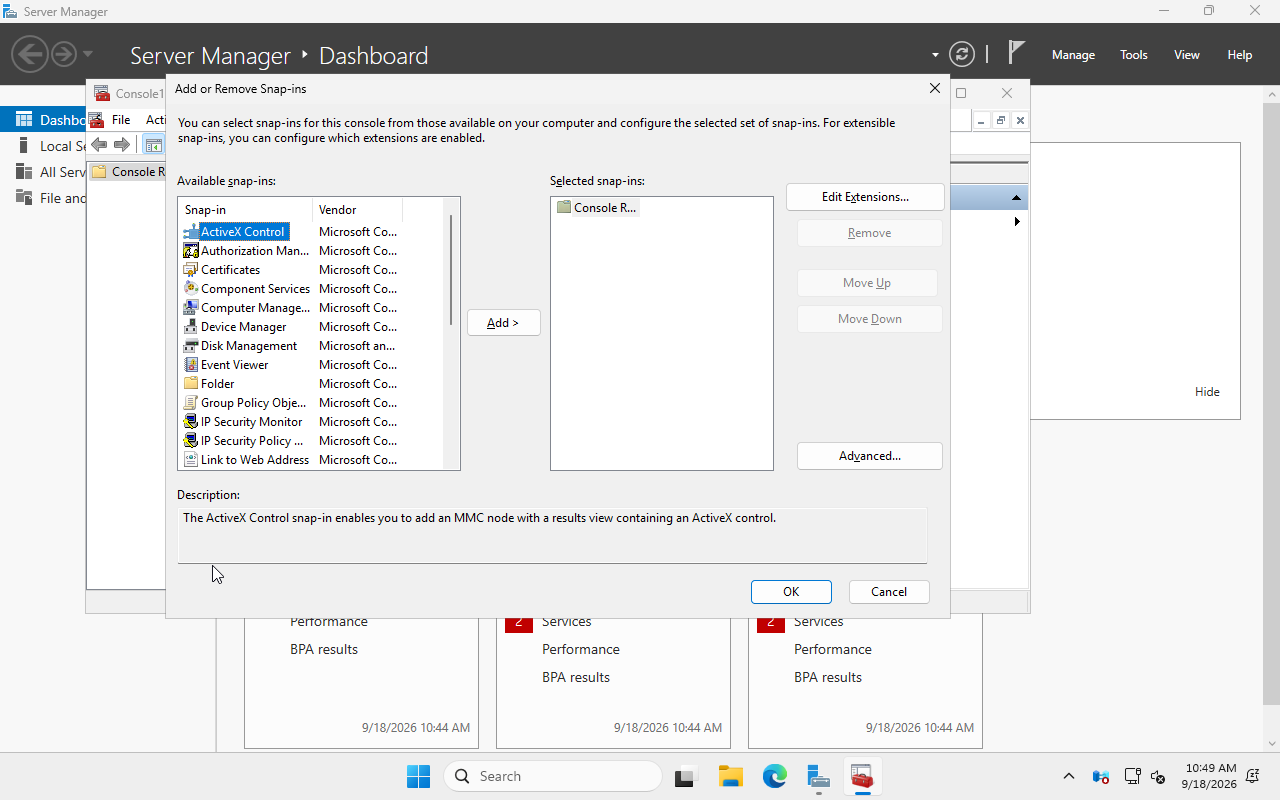 Server Manager
Server Manager
Dashboard
Manage
Tools
View
Help
Console1
Add or Remove Snap-ins
Dashbo
File
Acti
Local Se
All Serv
File and
Console R
You can select snap-ins for this console from those available on your computer and configure the selected set of snap-ins. For extensible
snap-ins, you can configure which extensions are enabled.
Available snap-ins:
Selected snap-ins:
Snap-in
Vendor
ActiveX Control
Microsoft Co...
Authorization Man...
Microsoft Co...
Certificates
Microsoft Co...
Component Services
Microsoft Co...
Computer Manage...
Microsoft Co...
Device Manager
Microsoft Co...
Disk Management
Microsoft an...
Event Viewer
Microsoft Co...
Folder
Microsoft Co...
Group Policy Obje...
Microsoft Co...
IP Security Monitor
Microsoft Co...
IP Security Policy ...
Microsoft Co...
Link to Web Address
Microsoft Co...
Add >
Console R...
Edit Extensions...
Remove
Move Up
Move Down
Advanced...
Hide
Description:
The ActiveX Control snap-in enables you to add an MMC node with a results view containing an ActiveX control.
OK
Cancel
Performance
BPA results
9/18/2026 10:44 AM
2
Services
Performance
BPA results
9/18/2026 10:44 AM
2
Services
Performance
BPA results
9/18/2026 10:44 AM
Search
10:49 AM
9/18/2026